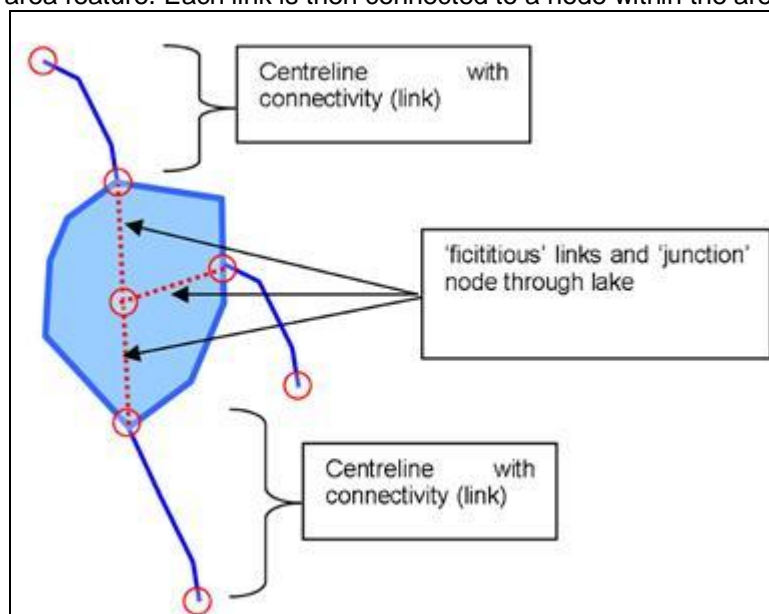 area feature. Each link is then connected to a node within the are
Centreline with
connectivity (link)
'ficititious' links and 'junction'
node through lake
Centreline with
connectivity (link)